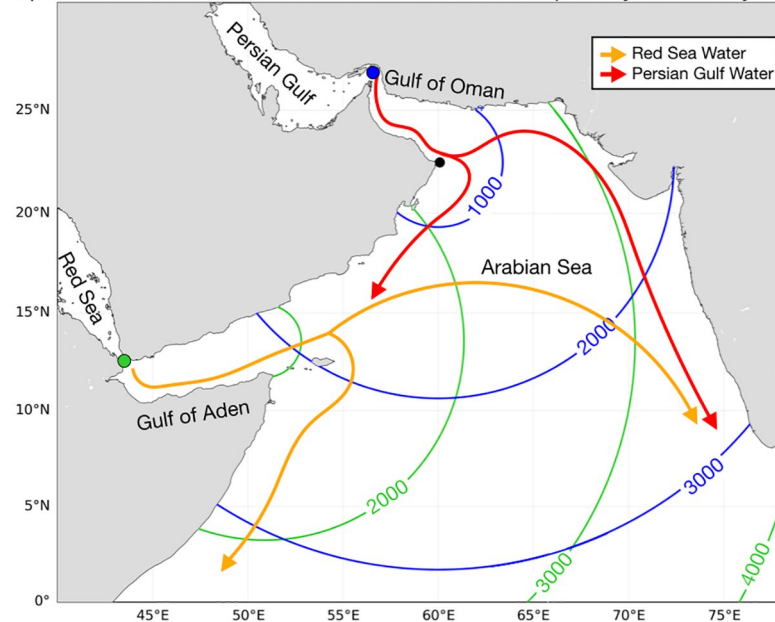 Persian Gulf
Gulf of Oman
Red Sea Water
Persian Gulf Water
25°N
1000
20°N
Red Sea
Arabian Sea
15°N
2000
10°N
Gulf of Aden
3000
5°N
2000
3000
4000
0°
45°E
50°E
55°E
60°E
65°E
70°E
75°E